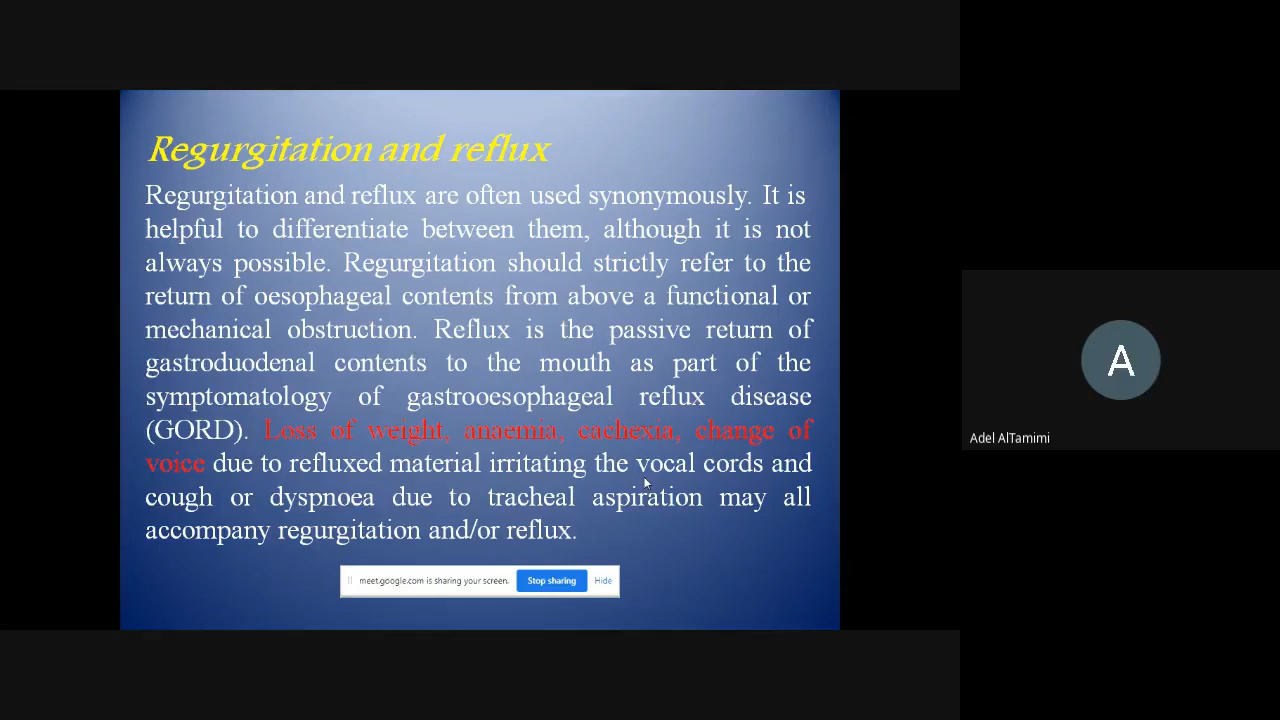 Regurgitation and reflux
Regurgitation and reflux are often used synonymously. It is
helpful to differentiate between them, although it is not
always possible. Regurgitation should strictly refer to the
return of oesophageal contents from above a functional or
mechanical obstruction. Reflux is the passive return of
gastroduodenal contents to the mouth as part of the
symptomatology of gastrooesophageal reflux disease
(GORD). Loss of weight, anaemia, cachexia, change of
voice due to refluxed material irritating the vocal cords and
cough or dyspnoea due to tracheal aspiration may all
accompany regurgitation and/or reflux.
meet.google.com is sharing your screen. Stop sharing Hide
A
Adel AlTamimi